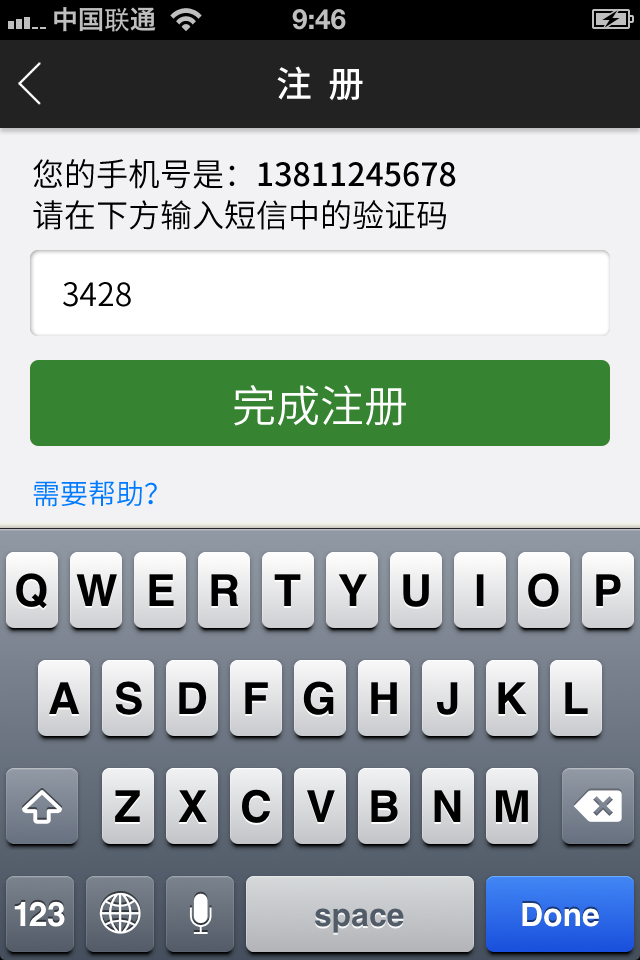 中国联通 9:46
注 册
您的手机号是：13811245678
请在下方输入短信中的验证码
3428
完成注册
需要帮助？
Q W E R T Y U I O P
A S D F G H J K L
Z X C V B N M
123 space Done